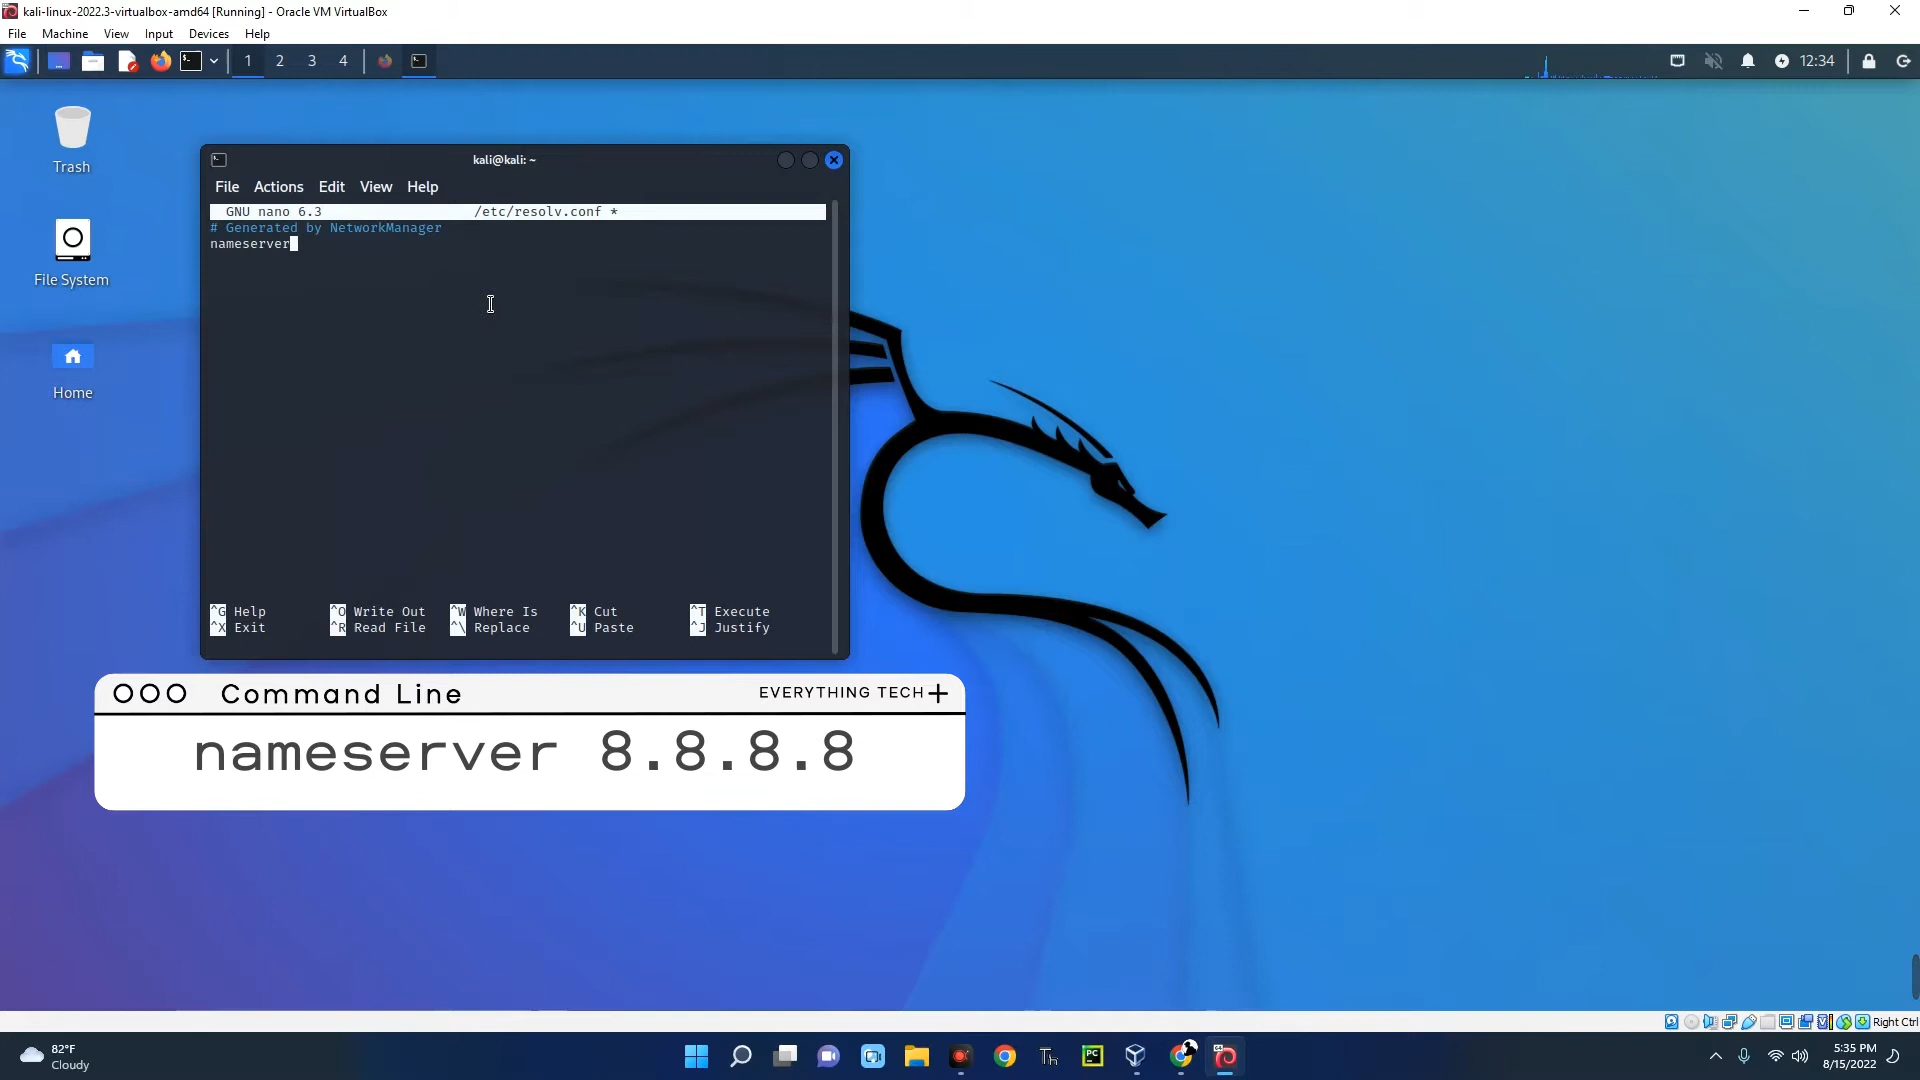 kali-linux-2022.3-virtualbox-amd64 [Running] - Oracle VM VirtualBox
File Machine View Input Devices Help
1 2 3 4 12:34
Trash
File System
Home
kali@kali: ~
File Actions Edit View Help
GNU nano 6.3 /etc/resolv.conf *
# Generated by NetworkManager
nameserver
^G Help ^O Write Out ^W Where Is ^K Cut ^T Execute
^X Exit ^R Read File ^\ Replace ^U Paste ^J Justify
Command Line EVERYTHING TECH
nameserver 8.8.8.8
Right Ctrl
82°F
Cloudy
Th
PC
5:35 PM
8/15/2022